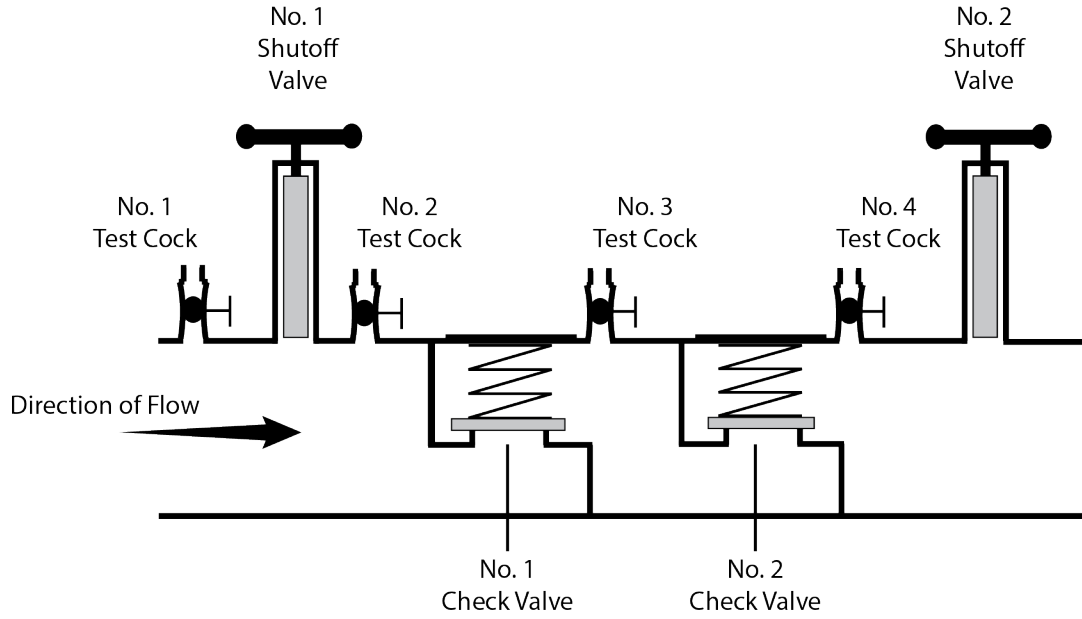 No. 1
Shutoff
Valve
No. 2
Shutoff
Valve
No. 1
Test Cock
No. 2
Test Cock
No. 3
Test Cock
No. 4
Test Cock
Direction of Flow
No. 1
Check Valve
No. 2
Check Valve